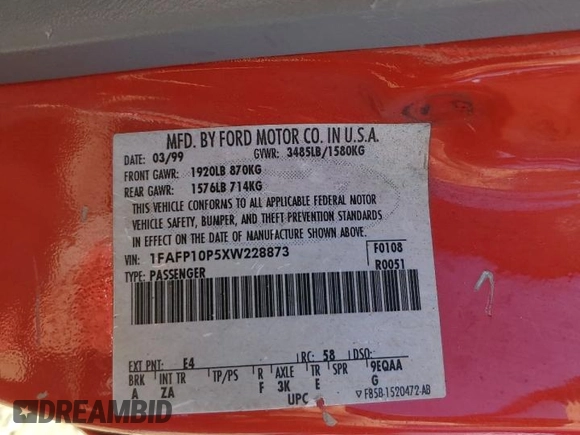 MFD. BY FORD MOTOR CO. IN U.S.A.
DATE: 03/99 GVWR: 3485LB/1580KG
FRONT GAWR: 1920LB 870KG
REAR GAWR: 1576LB 714KG
THIS VEHICLE CONFORMS TO ALL APPLICABLE FEDERAL MOTOR
VEHICLE SAFETY, BUMPER, AND THEFT PREVENTION STANDARDS
IN EFFECT ON THE DATE OF MANUFACTURE SHOWN ABOVE.
VIN: 1FAFP10P5XW228873 F0108
TYPE: PASSENGER R0051
EXT PNT: E4 RC: 58 DSO:
BRK INT TR TP/PS R AXLE TR SPR 9EQAA
A ZA F 3K E G
UPC ▽ F85B-1520472-AB
DREAMBID